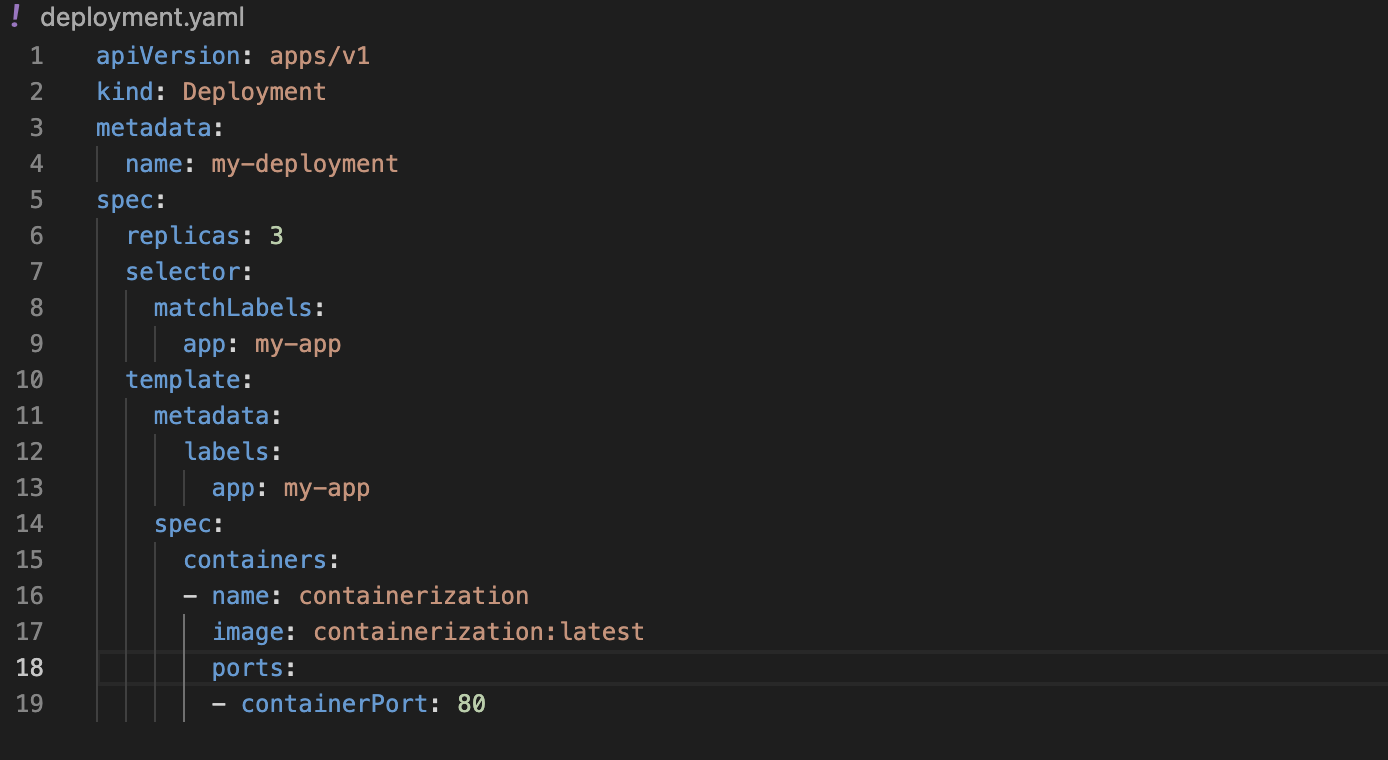 ! deployment.yaml
1 apiVersion: apps/v1
2 kind: Deployment
3 metadata:
4   name: my-deployment
5 spec:
6   replicas: 3
7   selector:
8     matchLabels:
9       app: my-app
10   template:
11     metadata:
12       labels:
13         app: my-app
14     spec:
15       containers:
16       - name: containerization
17         image: containerization:latest
18         ports:
19         - containerPort: 80